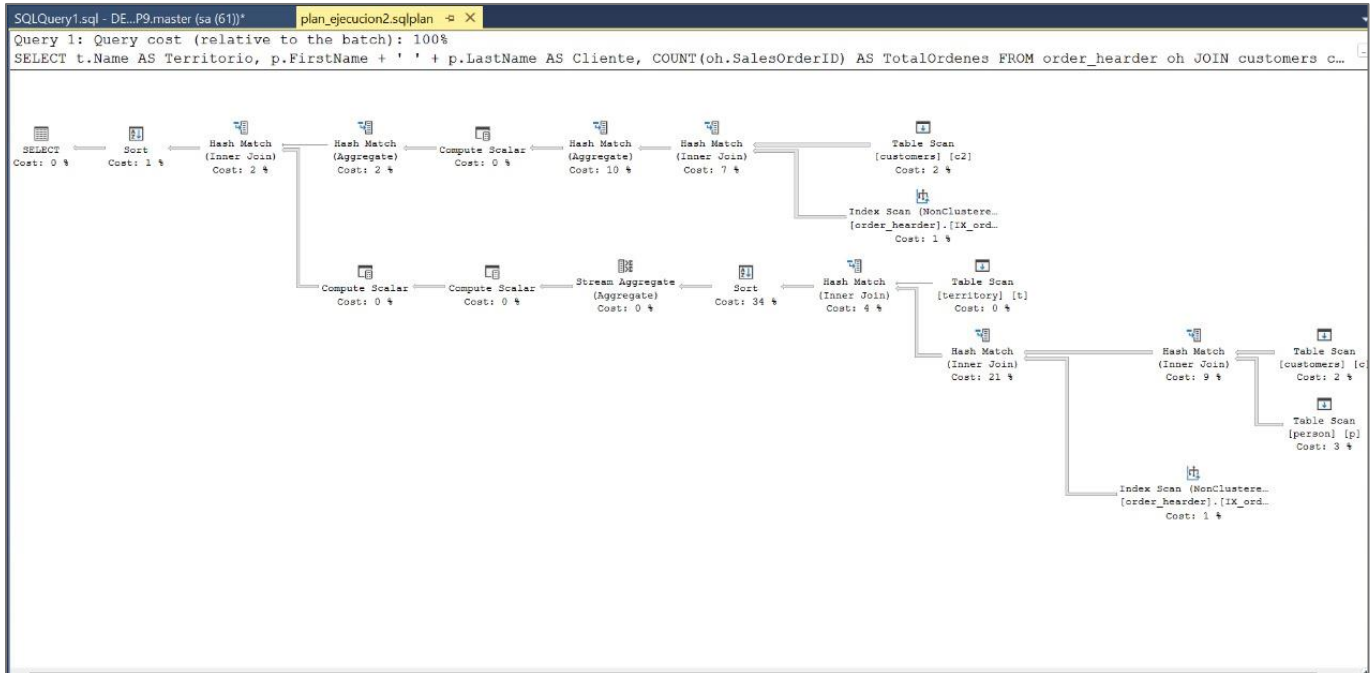 SQLQuery1.sql - DE...P9.master (sa (61))*
plan_ejecucion2.sqlplan
Query 1: Query cost (relative to the batch): 100%
SELECT t.Name AS Territorio, p.FirstName + ' ' + p.LastName AS Cliente, COUNT(oh.SalesOrderID) AS TotalOrdenes FROM order_hearder oh JOIN customers c…
SELECT
Cost: 0 %
Sort
Cost: 1 %
Hash Match
(Inner Join)
Cost: 2 %
Hash Match
(Aggregate)
Cost: 2 %
Compute Scalar
Cost: 0 %
Hash Match
(Aggregate)
Cost: 10 %
Hash Match
(Inner Join)
Cost: 7 %
Table Scan
[customers] [c2]
Cost: 2 %
Index Scan (NonClustere…
[order_hearder].[IX_ord…
Cost: 1 %
Compute Scalar
Cost: 0 %
Compute Scalar
Cost: 0 %
Stream Aggregate
(Aggregate)
Cost: 0 %
Sort
Cost: 34 %
Hash Match
(Inner Join)
Cost: 4 %
Table Scan
[territory] [t]
Cost: 0 %
Hash Match
(Inner Join)
Cost: 21 %
Hash Match
(Inner Join)
Cost: 9 %
Table Scan
[customers] [c
Cost: 2 %
Table Scan
[person] [p]
Cost: 3 %
Index Scan (NonClustere…
[order_hearder].[IX_ord…
Cost: 1 %